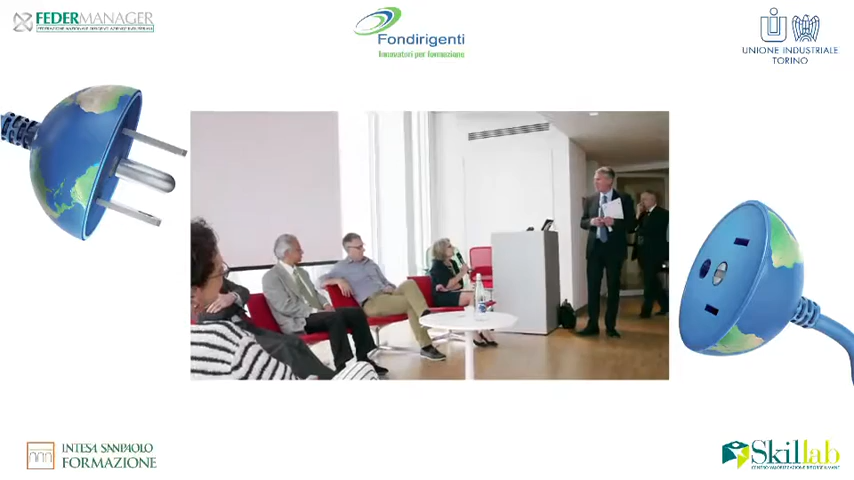 FEDERMANAGER
Fondirigenti
Innovatori per formazione
UNIONE INDUSTRIALE
TORINO
INTESA SANPAOLO
FORMAZIONE
Skillab